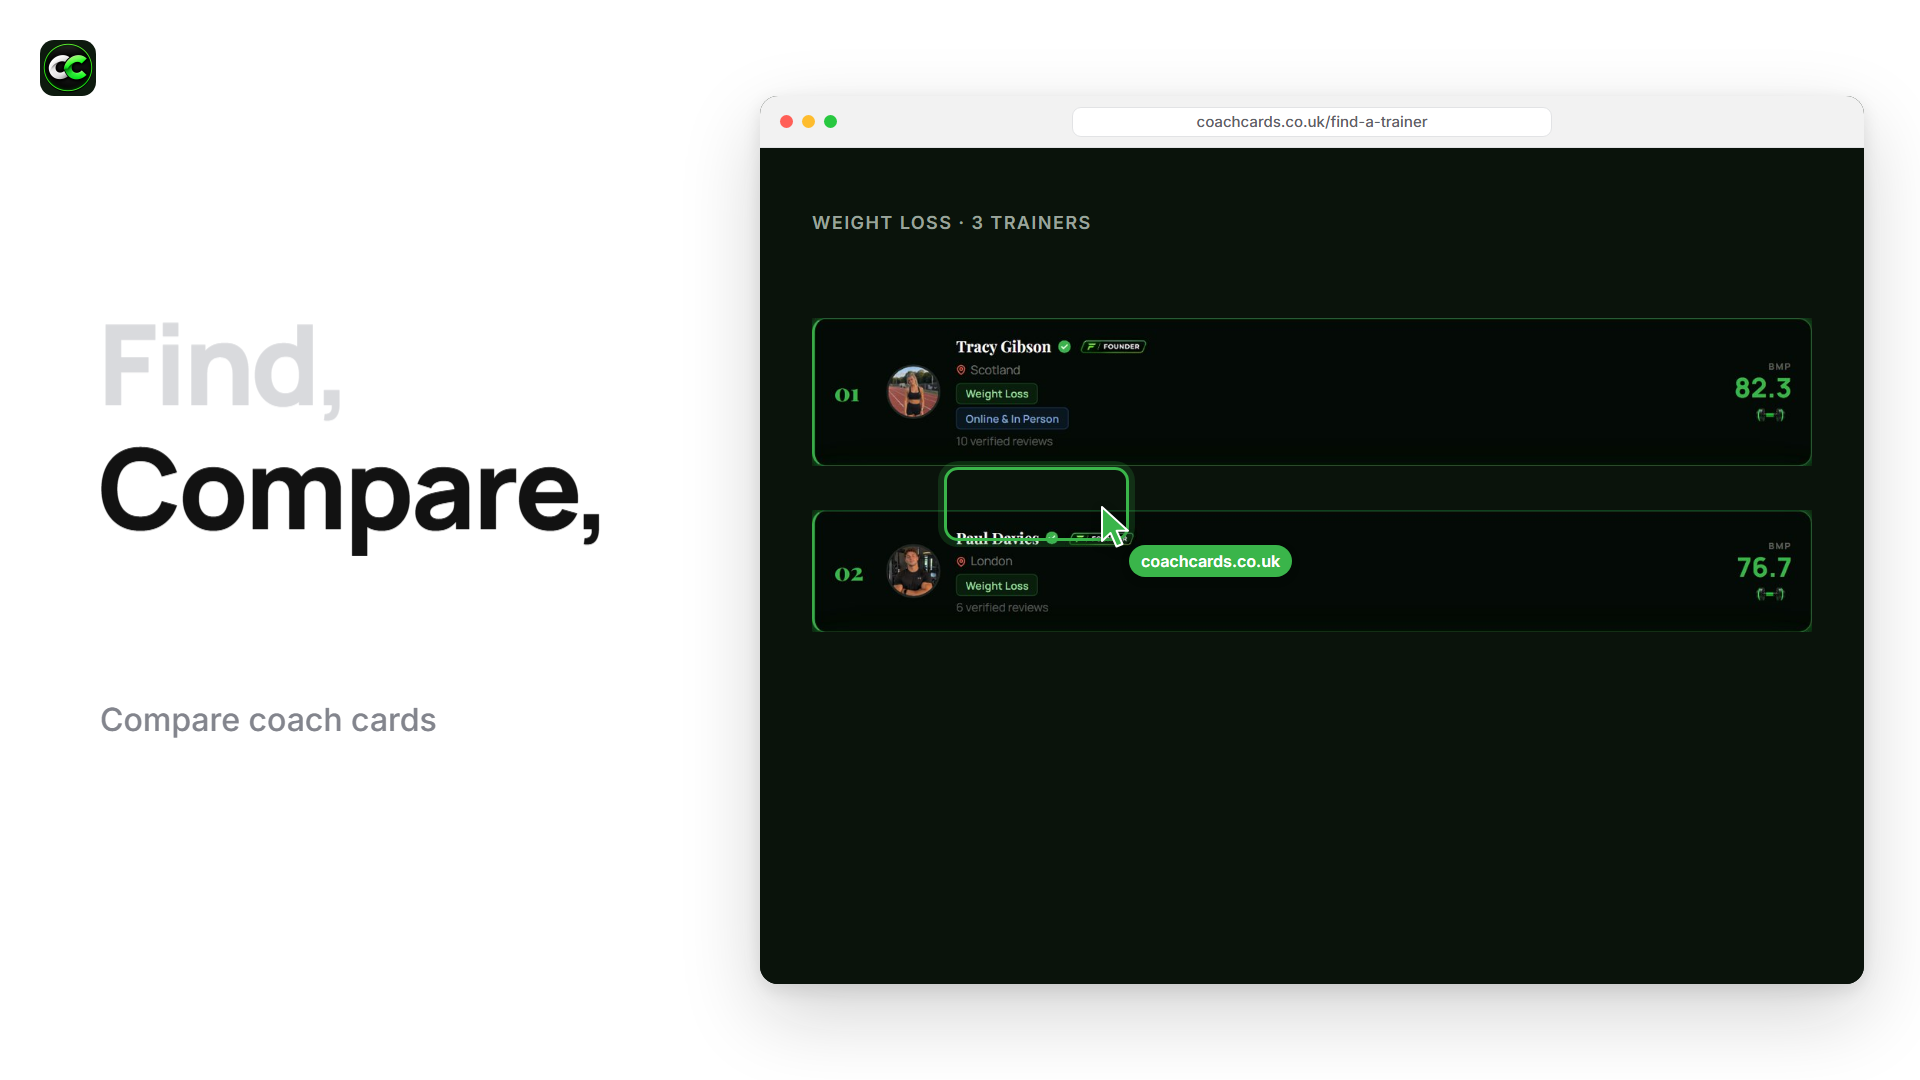 CC
Find,
Compare,
Compare coach cards
coachcards.co.uk/find-a-trainer
WEIGHT LOSS · 3 TRAINERS
01
Tracy Gibson
FOUNDER
Scotland
Weight Loss
Online & In Person
10 verified reviews
BMP
82.3
02
Paul Davies
London
Weight Loss
6 verified reviews
BMP
76.7
coachcards.co.uk